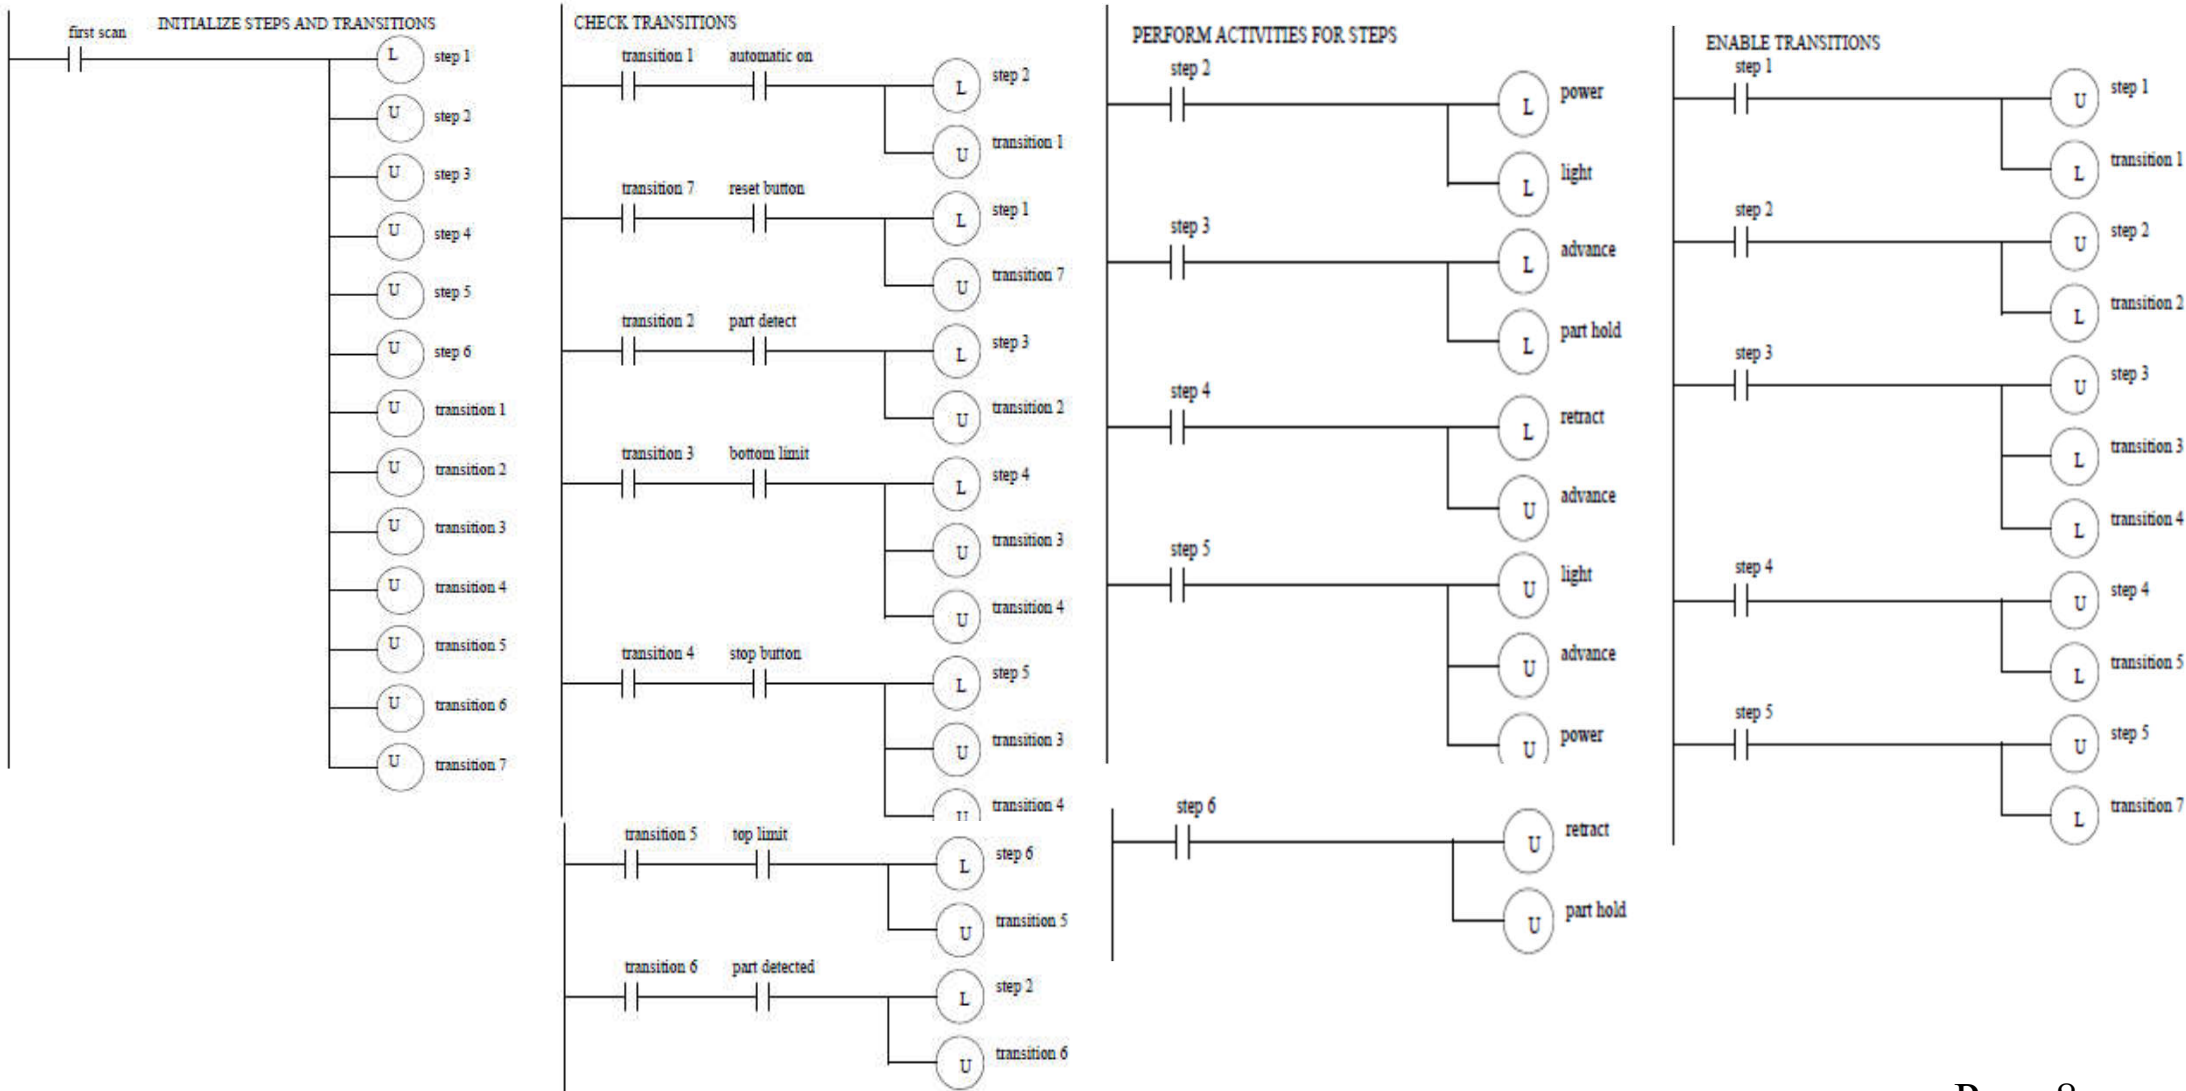 INITIALIZE STEPS AND TRANSITIONS
first scan
L step 1
U step 2
U step 3
U step 4
U step 5
U step 6
U transition 1
U transition 2
U transition 3
U transition 4
U transition 5
U transition 6
U transition 7
CHECK TRANSITIONS
transition 1 automatic on
L step 2
U transition 1
transition 7 reset button
L step 1
U transition 7
transition 2 part detect
L step 3
U transition 2
transition 3 bottom limit
L step 4
U transition 3
U transition 4
transition 4 stop button
L step 5
U transition 3
U transition 4
transition 5 top limit
L step 6
U transition 5
transition 6 part detected
L step 2
U transition 6
PERFORM ACTIVITIES FOR STEPS
step 2
L power
L light
step 3
L advance
L part hold
step 4
L retract
U advance
step 5
U light
U advance
U power
step 6
U retract
U part hold
ENABLE TRANSITIONS
step 1
U step 1
L transition 1
step 2
U step 2
L transition 2
step 3
U step 3
L transition 3
L transition 4
step 4
U step 4
L transition 5
step 5
U step 5
L transition 7